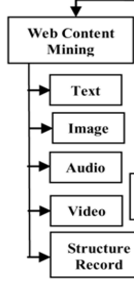 Web Content
Mining
Text
Image
Audio
Video
Structure
Record